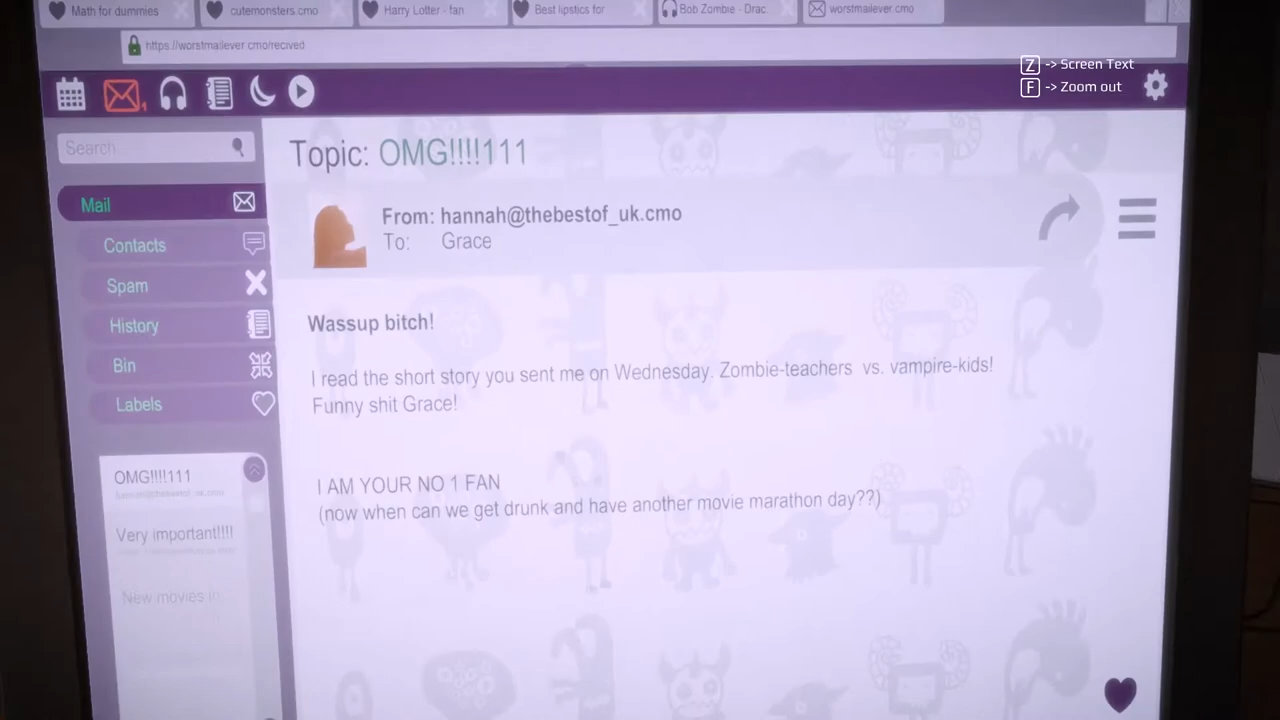 Math for dummies
cutemonsters.cmo
Harry Lotter - fan
Best lipstics for
Bob Zombie - Drac
worstmailever cmo
https://worstmailever cmo/recived
Z -> Screen Text
F -> Zoom out
1
Search
Topic: OMG!!!!111
Mail
From: hannah@thebestof_uk.cmo
To: Grace
Contacts
Spam
History
Bin
Labels
Wassup bitch!
I read the short story you sent me on Wednesday. Zombie-teachers vs. vampire-kids!
Funny shit Grace!
I AM YOUR NO 1 FAN
(now when can we get drunk and have another movie marathon day??)
OMG!!!!111
hannah@thebestof_uk.cmo
Very important!!!!
New movies